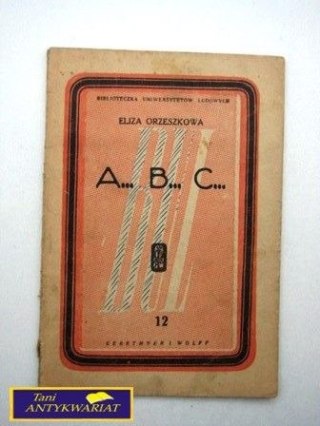 BIBLIOTECZKA UNIWERSYTETÓW LUDOWYCH
ELIZA ORZESZKOWA
A... B... C...
12
GEBETHNER I WOLFF
Tani
ANTYKWARIAT